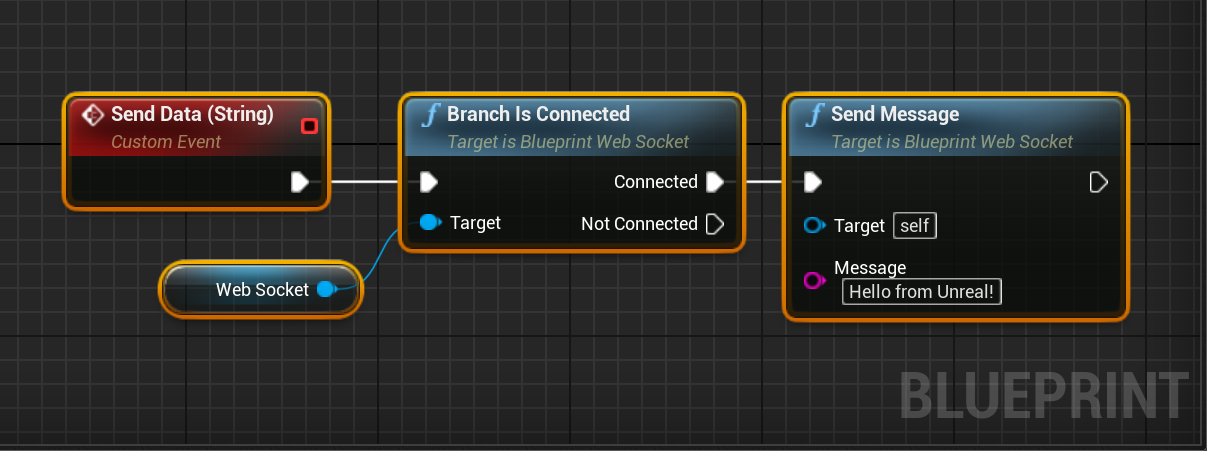 Send Data (String)
Custom Event
Branch Is Connected
Target is Blueprint Web Socket
Connected
Target
Not Connected
Web Socket
Send Message
Target is Blueprint Web Socket
Target self
Message
Hello from Unreal!
BLUEPRINT